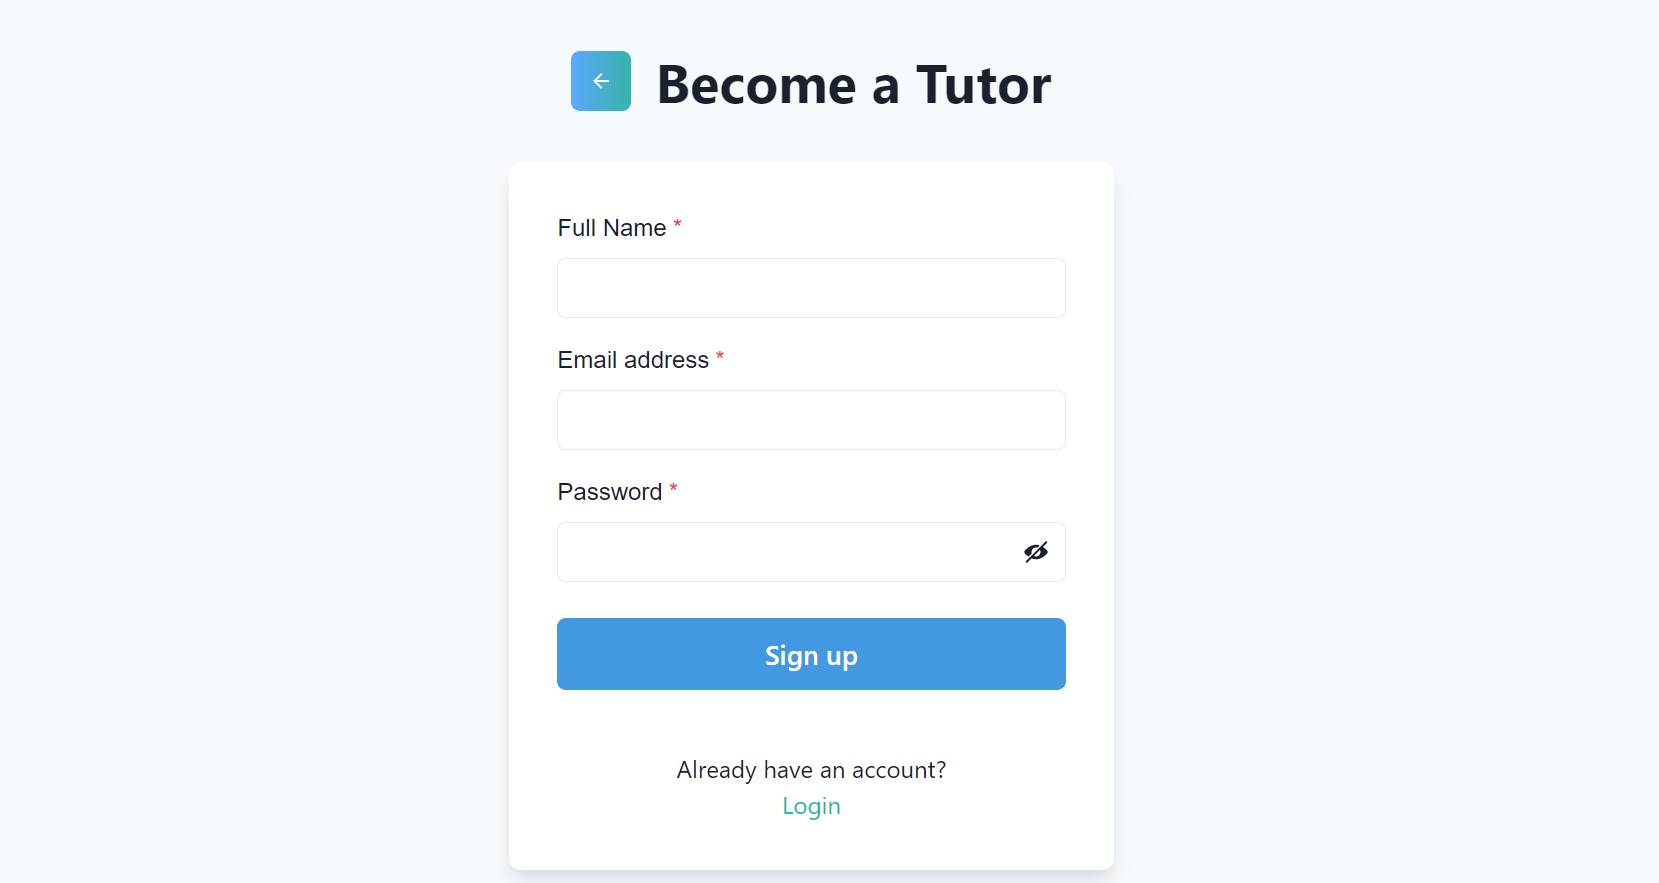 Become a Tutor
Full Name *
Email address *
Password *
Sign up
Already have an account?
Login